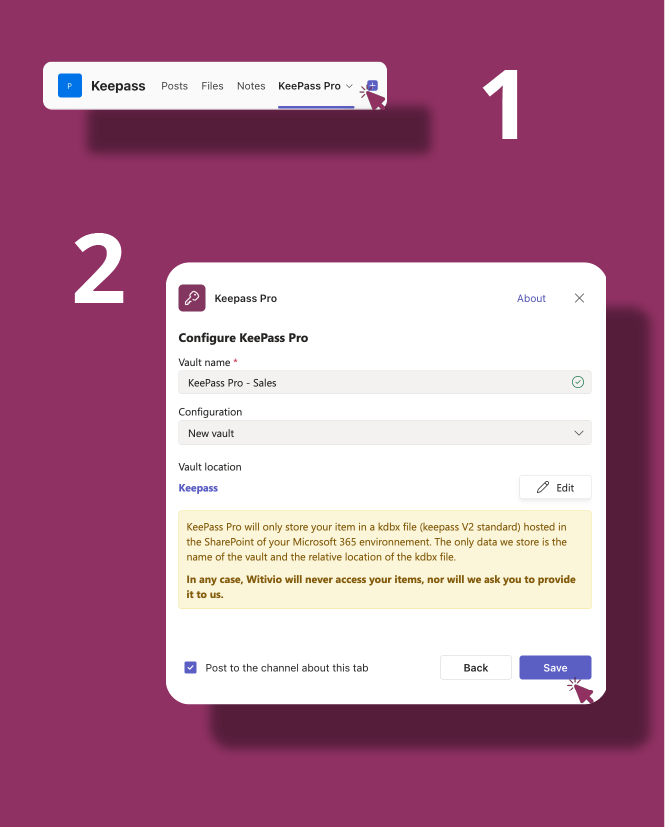 P Keepass Posts Files Notes KeePass Pro
1
2
Keepass Pro About
Configure KeePass Pro
Vault name *
KeePass Pro - Sales
Configuration
New vault
Vault location
Keepass Edit
KeePass Pro will only store your item in a kdbx file (keepass V2 standard) hosted in
the SharePoint of your Microsoft 365 environnement. The only data we store is the
name of the vault and the relative location of the kdbx file.
In any case, Witivio will never access your items, nor will we ask you to provide
it to us.
Post to the channel about this tab Back Save